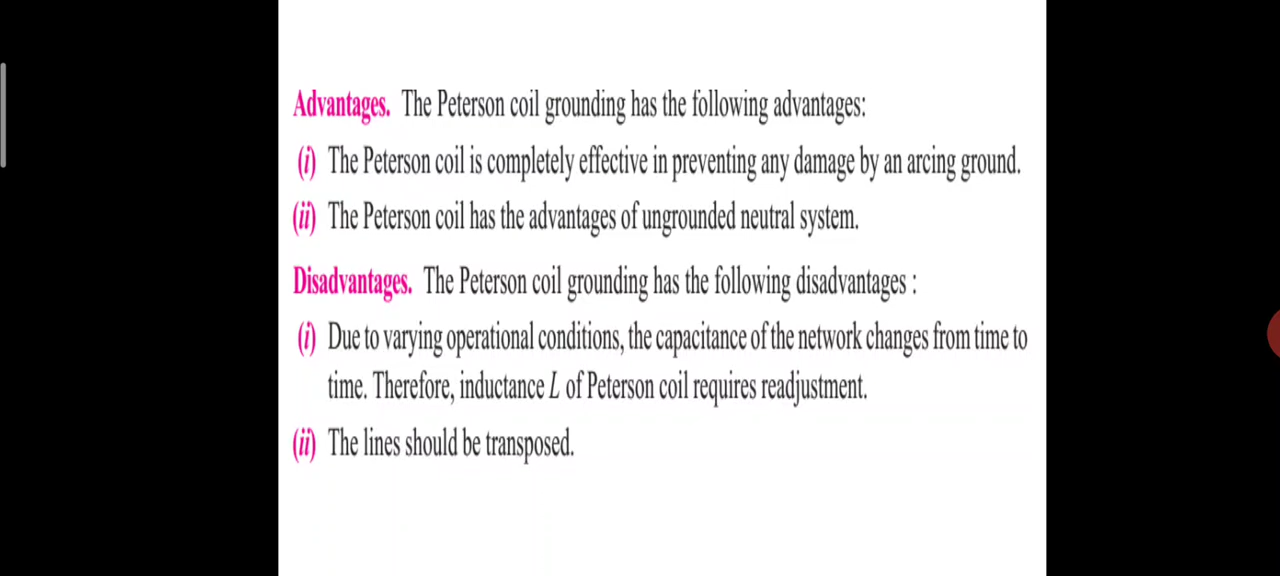 Advantages. The Peterson coil grounding has the following advantages:
(i) The Peterson coil is completely effective in preventing any damage by an arcing ground.
(ii) The Peterson coil has the advantages of ungrounded neutral system.
Disadvantages. The Peterson coil grounding has the following disadvantages :
(i) Due to varying operational conditions, the capacitance of the network changes from time to
time. Therefore, inductance L of Peterson coil requires readjustment.
(ii) The lines should be transposed.